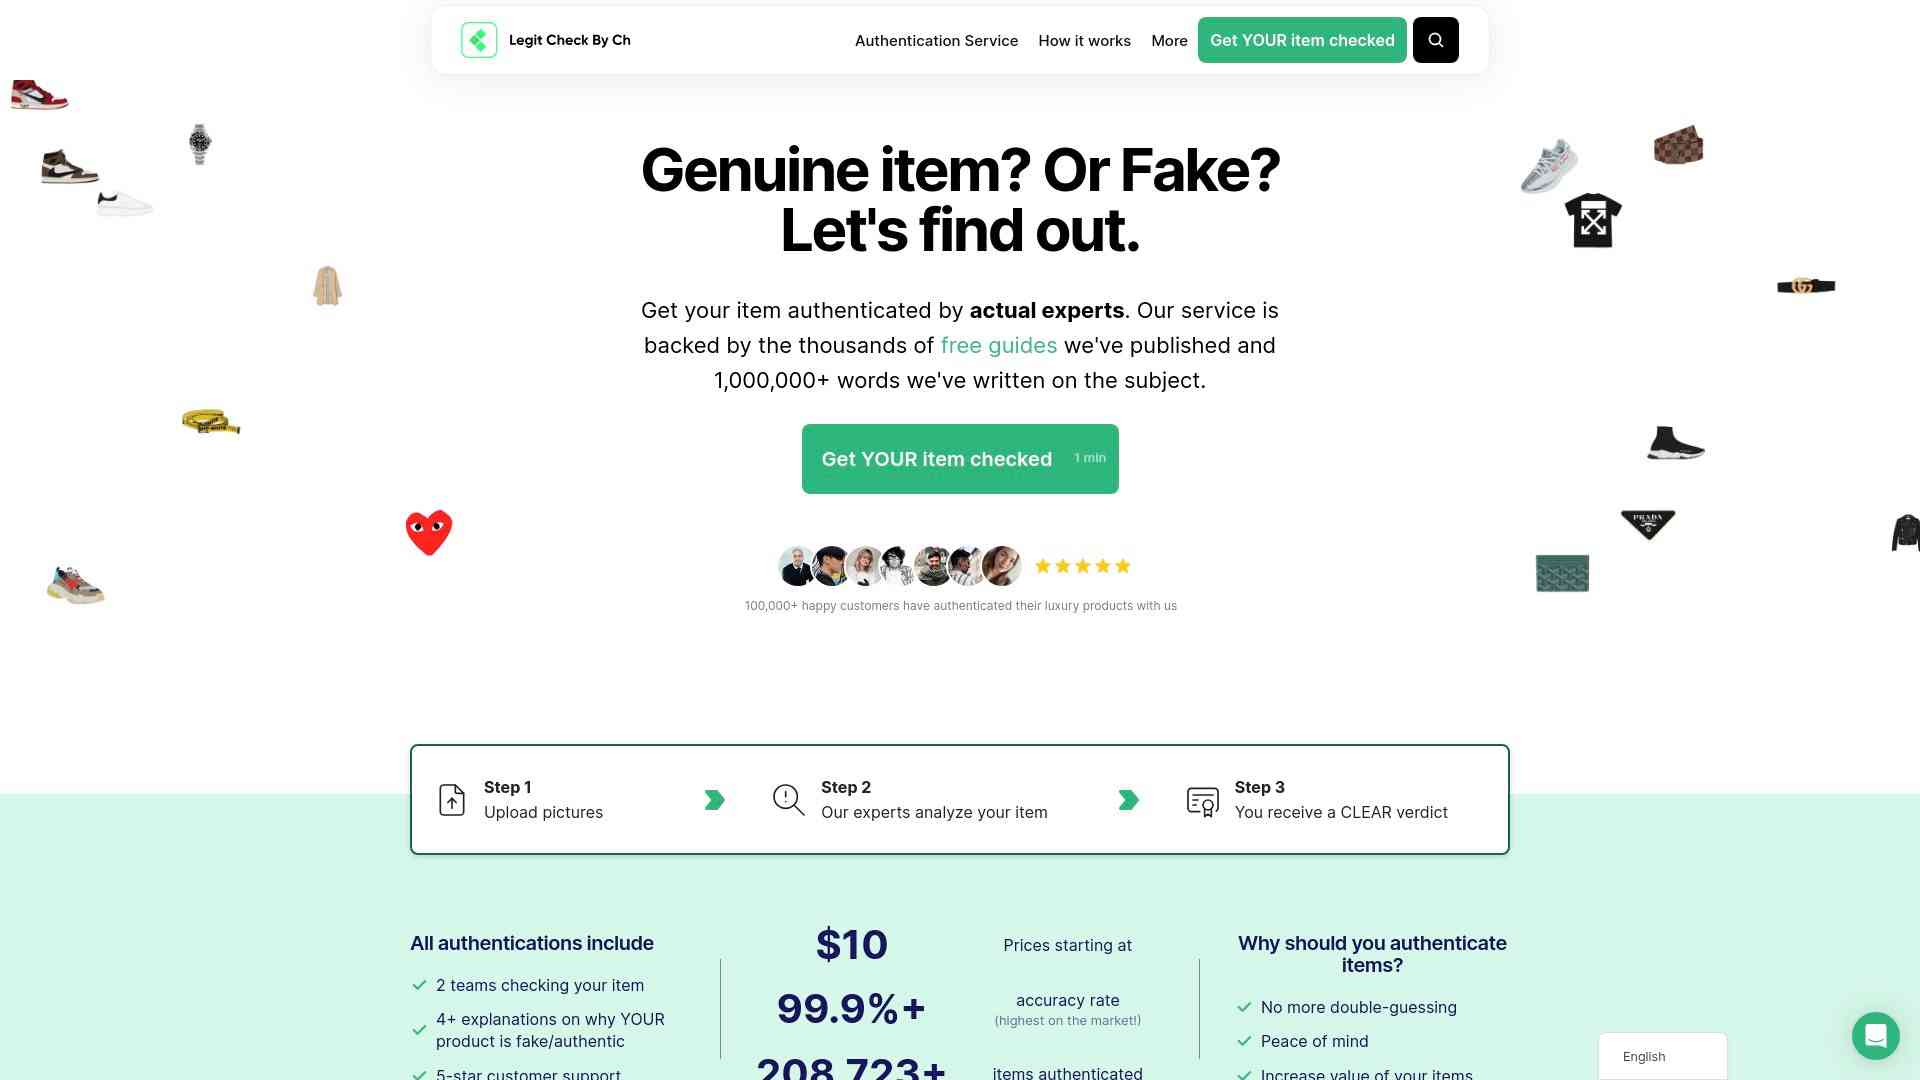 Legit Check By Ch
Authentication Service
How it works
More
Get YOUR item checked
Genuine item? Or Fake?
Let's find out.
Get your item authenticated by actual experts. Our service is
backed by the thousands of free guides we've published and
1,000,000+ words we've written on the subject.
Get YOUR item checked 1 min
PRADA
100,000+ happy customers have authenticated their luxury products with us
Step 1
Upload pictures
Step 2
Our experts analyze your item
Step 3
You receive a CLEAR verdict
All authentications include
2 teams checking your item
4+ explanations on why YOUR
product is fake/authentic
5-star customer support
$10
Prices starting at
99.9%+
accuracy rate
(highest on the market!)
208,723+
items authenticated
Why should you authenticate
items?
No more double-guessing
Peace of mind
Increase value of your items
English